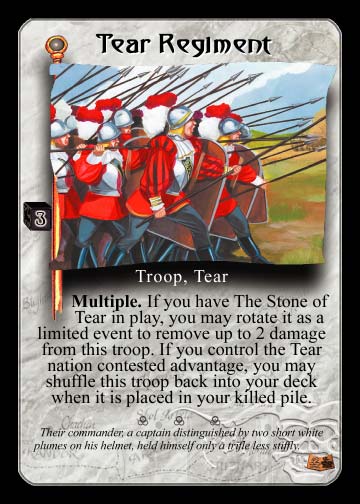 Tear Regiment
3
Troop, Tear
Multiple. If you have The Stone of
Tear in play, you may rotate it as a
limited event to remove up to 2 damage
from this troop. If you control the Tear
nation contested advantage, you may
shuffle this troop back into your deck
when it is placed in your killed pile.
Their commander, a captain distinguished by two short white
plumes on his helmet, held himself only a trifle less stiffly.